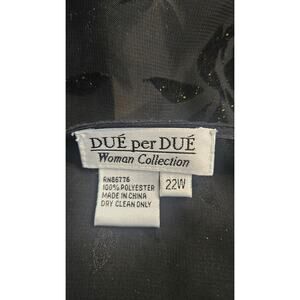 DUÉ per DUÉ
Woman Collection
RN86776
100% POLYESTER
MADE IN CHINA
DRY CLEAN ONLY
22W